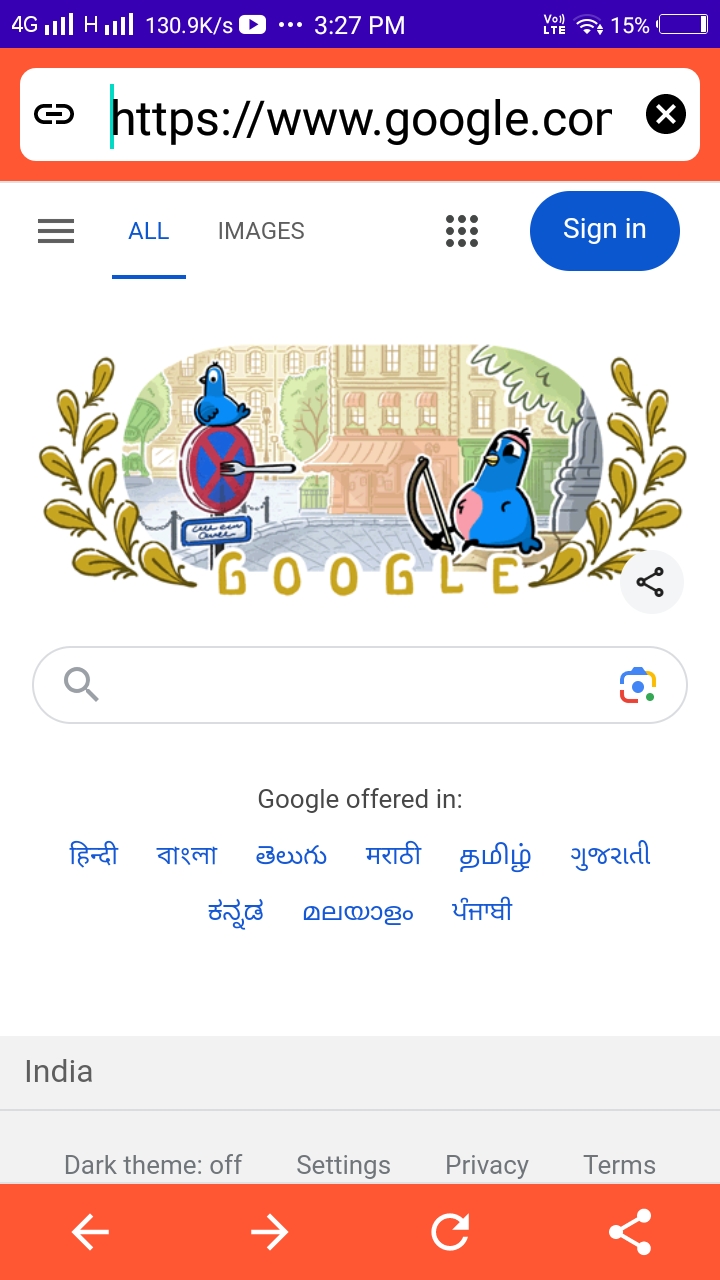 4G H 130.9K/s ... 3:27 PM Vo)) LTE 15%
https://www.google.cor
ALL IMAGES Sign in
GOOGLE
Google offered in:
हिन्दी বাংলা తెలుగు मराठी தமிழ் ગુજરાતી
ಕನ್ನಡ മലയാളം ਪੰਜਾਬੀ
India
Dark theme: off Settings Privacy Terms